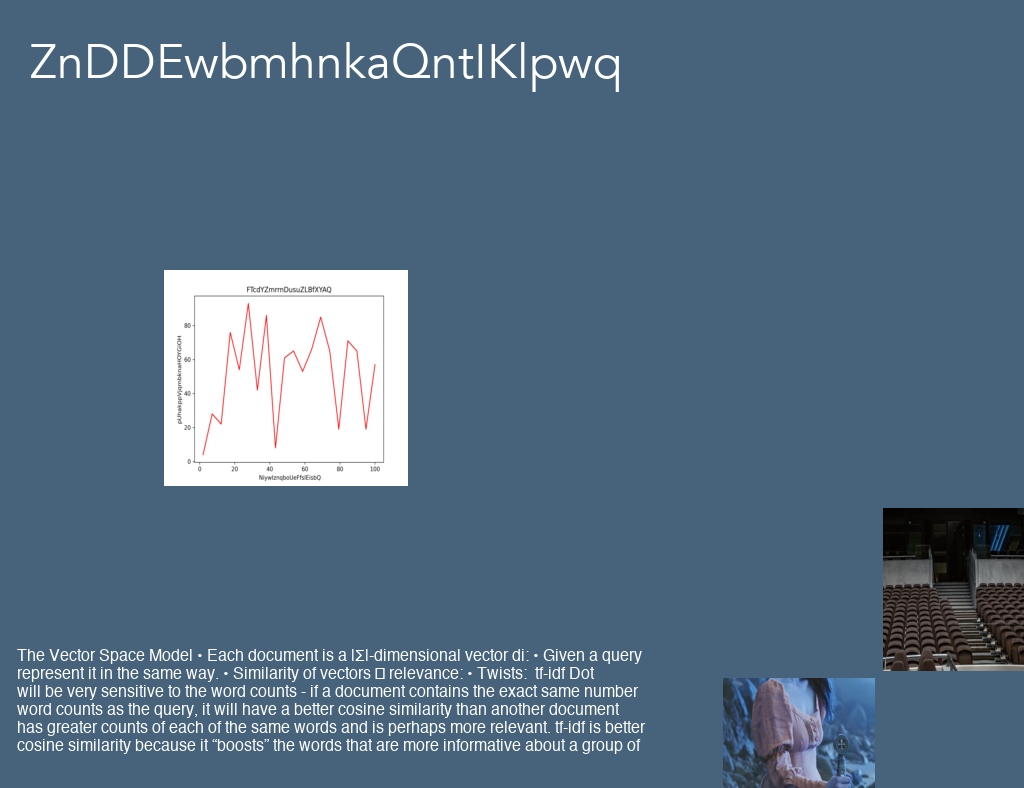 ZnDDEwbmhnkaQntIKlpwq
FTcdYZmrmDusuZLBfXYAQ
80
60
40
20
0
0 20 40 60 80 100
The Vector Space Model • Each document is a |Σ|-dimensional vector di: • Given a query
represent it in the same way. • Similarity of vectors relevance: • Twists: tf-idf Dot
will be very sensitive to the word counts - if a document contains the exact same number
word counts as the query, it will have a better cosine similarity than another document
has greater counts of each of the same words and is perhaps more relevant. tf-idf is better
cosine similarity because it “boosts” the words that are more informative about a group of